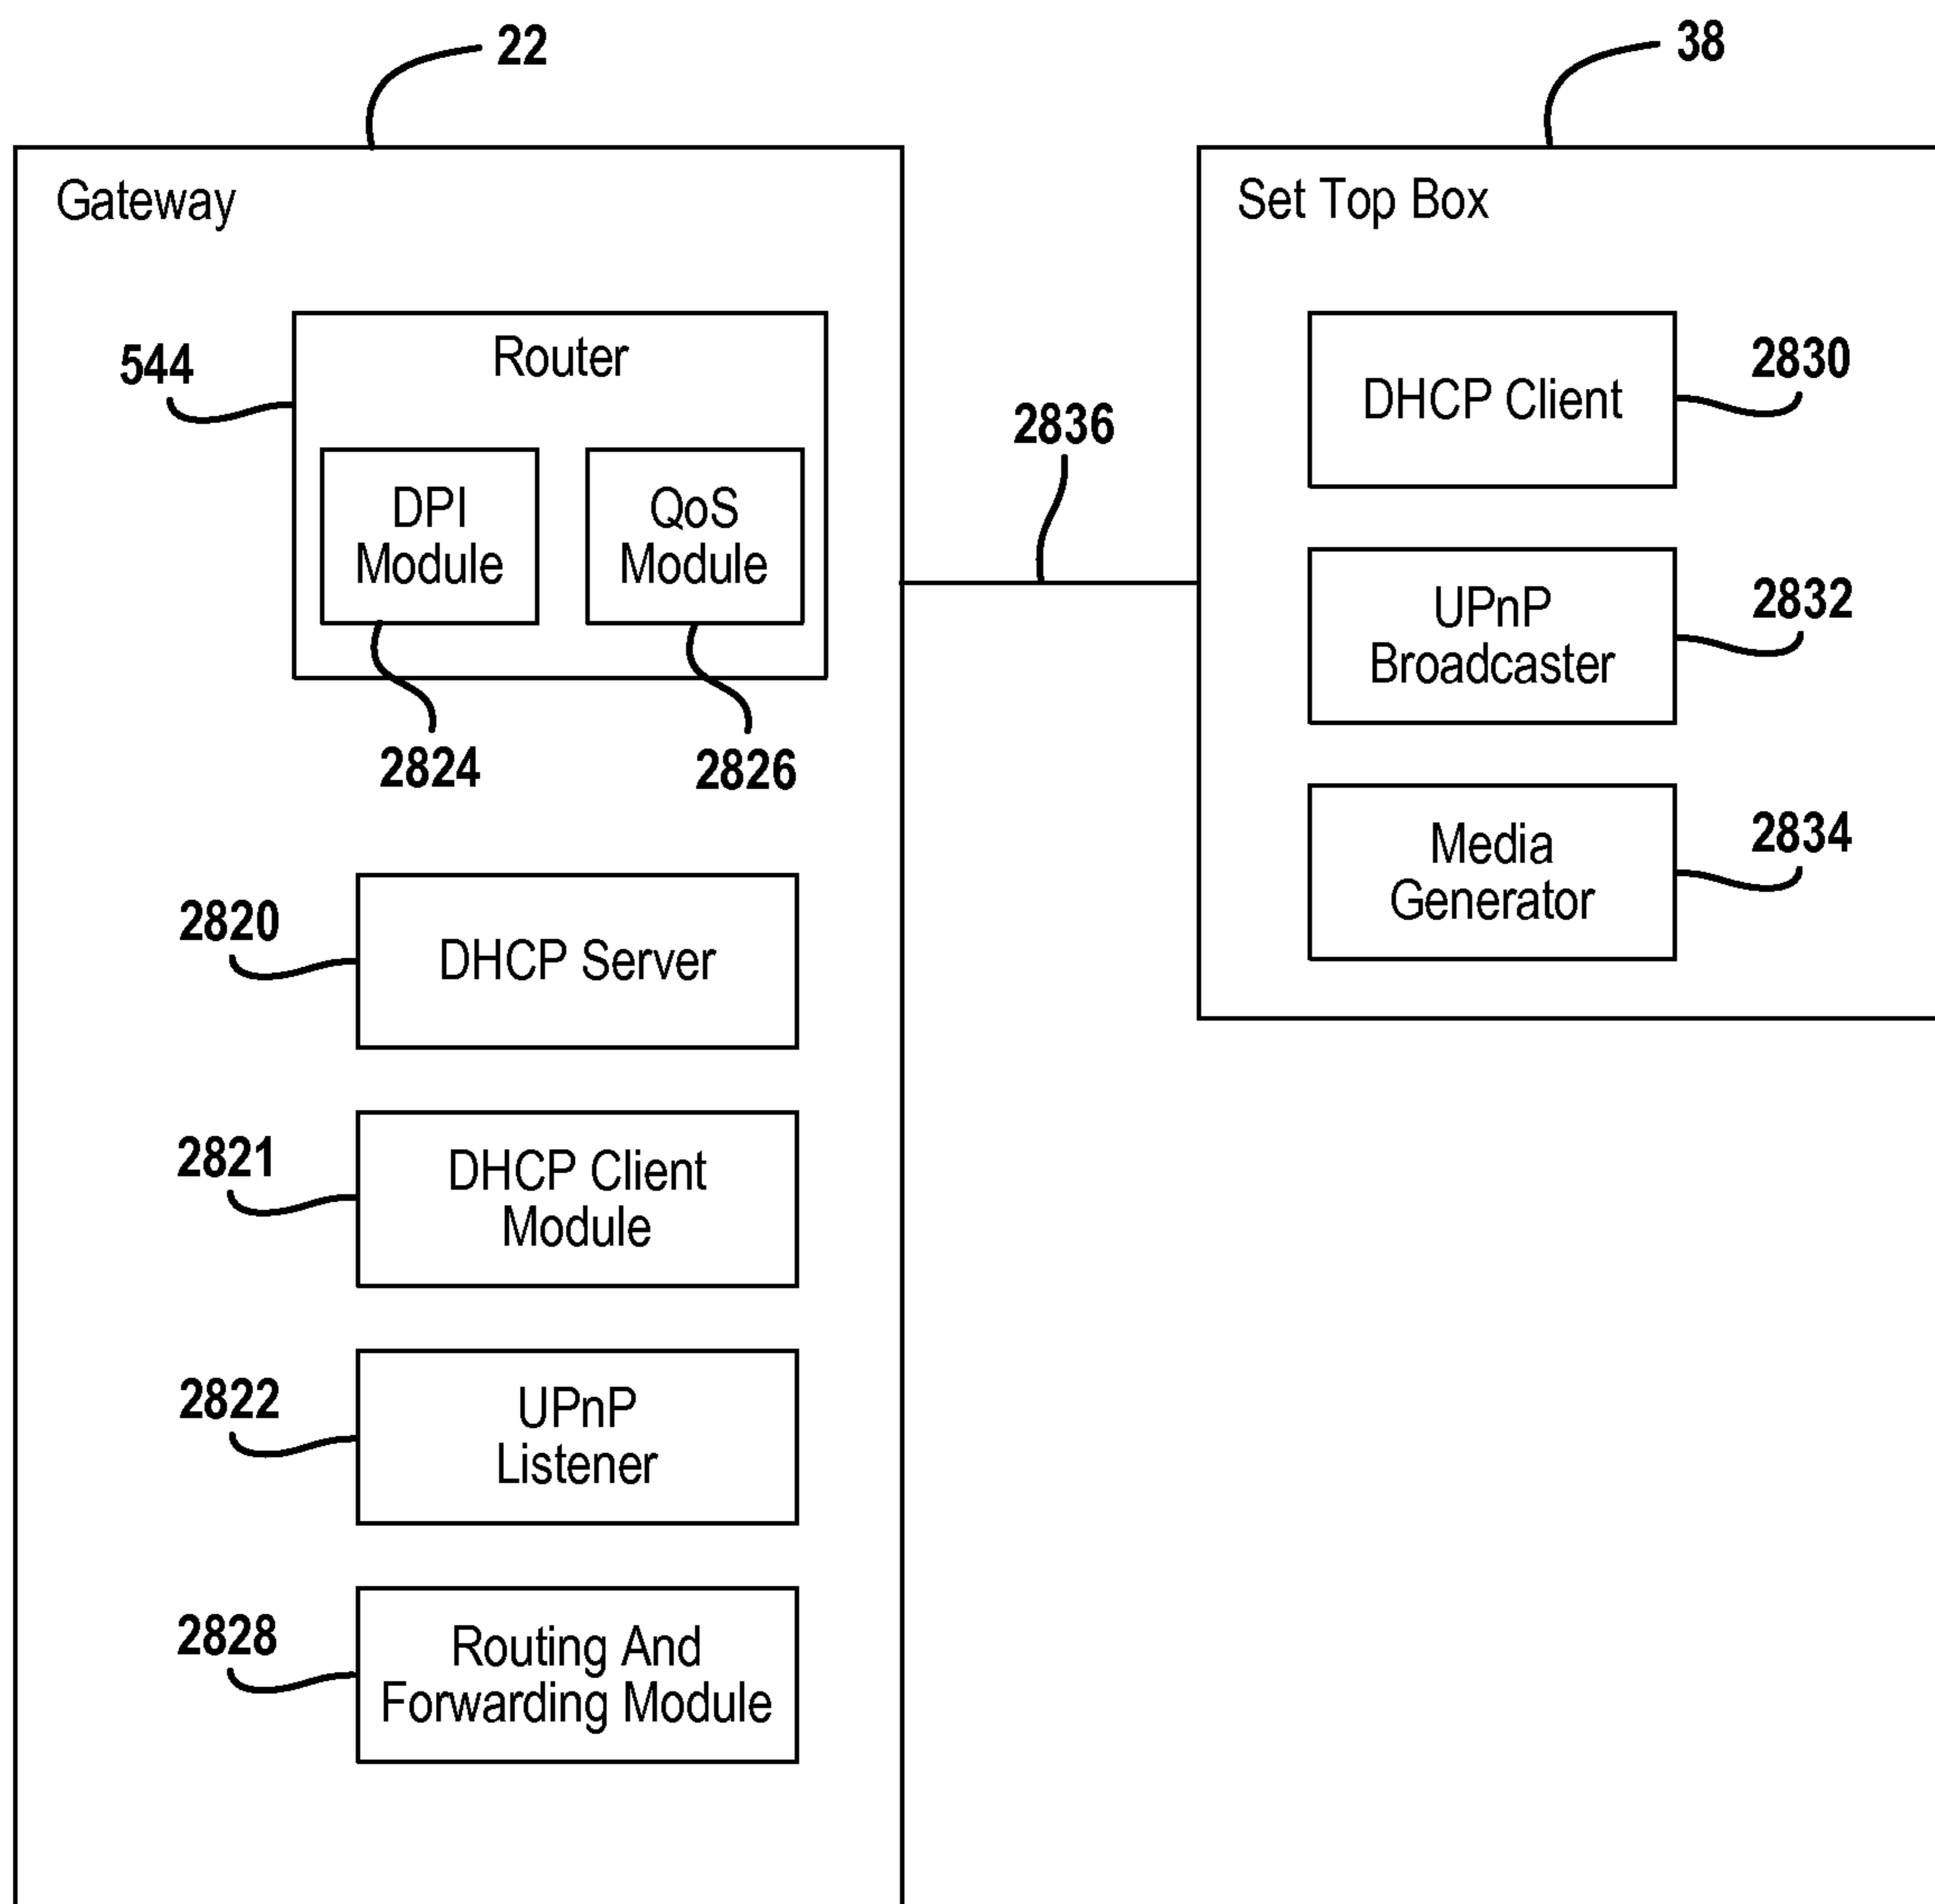 22
38
Gateway
Set Top Box
544
Router
DPI
Module
QoS
Module
2824
2826
2820
DHCP Server
2821
DHCP Client
Module
2822
UPnP
Listener
2828
Routing And
Forwarding Module
2836
DHCP Client
2830
UPnP
Broadcaster
2832
Media
Generator
2834